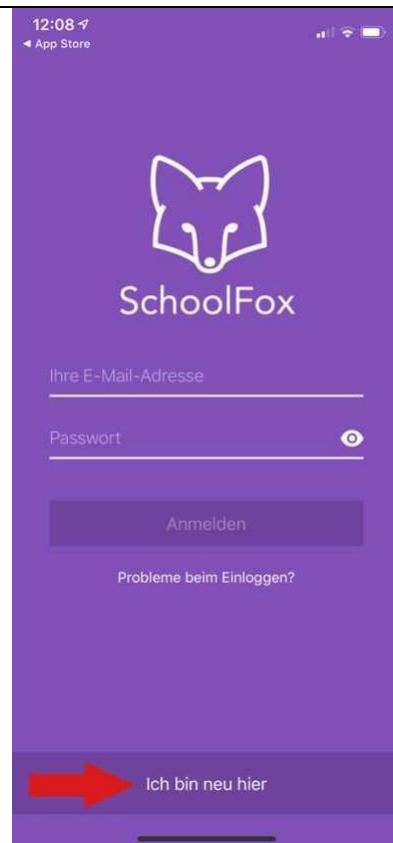 12:08
App Store
SchoolFox
Ihre E-Mail-Adresse
Passwort
Anmelden
Probleme beim Einloggen?
Ich bin neu hier